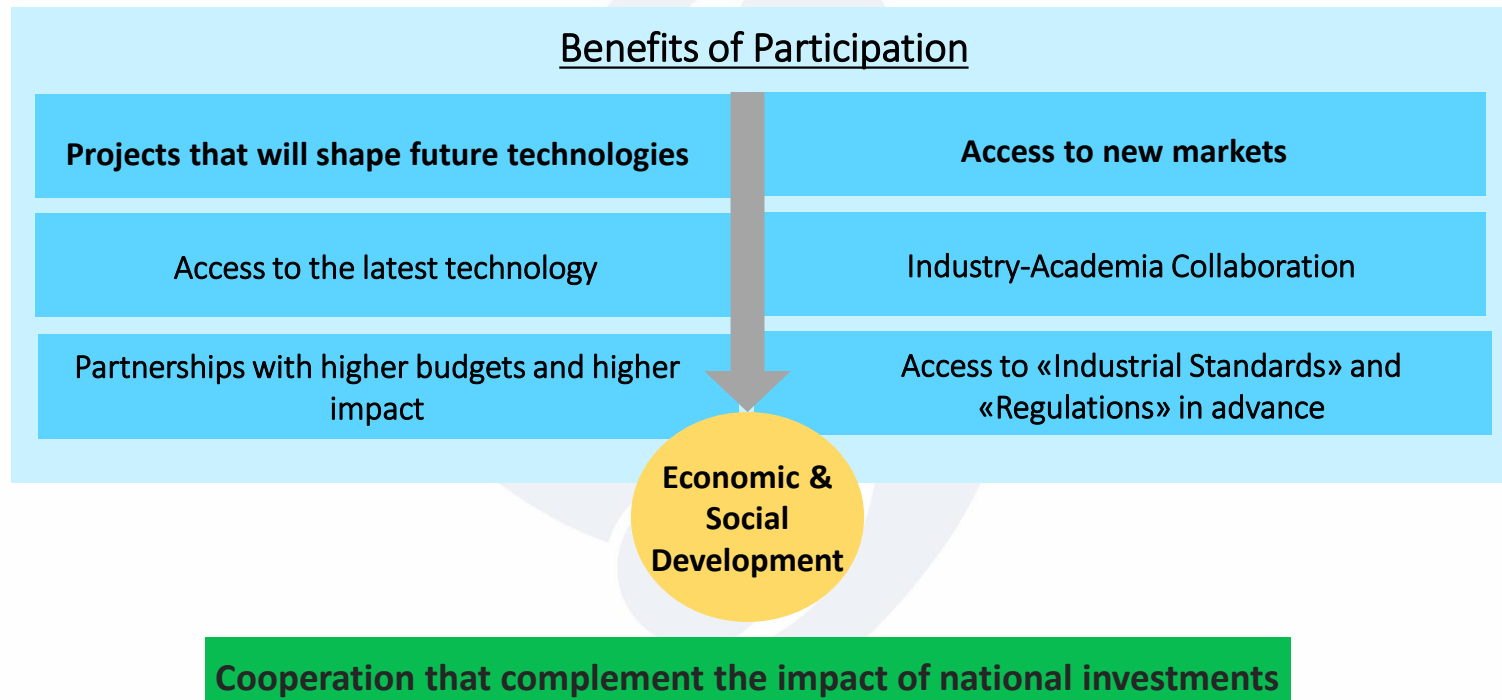 Benefits of Participation
Projects that will shape future technologies
Access to new markets
Access to the latest technology
Industry-Academia Collaboration
Partnerships with higher budgets and higher
impact
Access to «Industrial Standards» and
«Regulations» in advance
Economic &
Social
Development
Cooperation that complement the impact of national investments